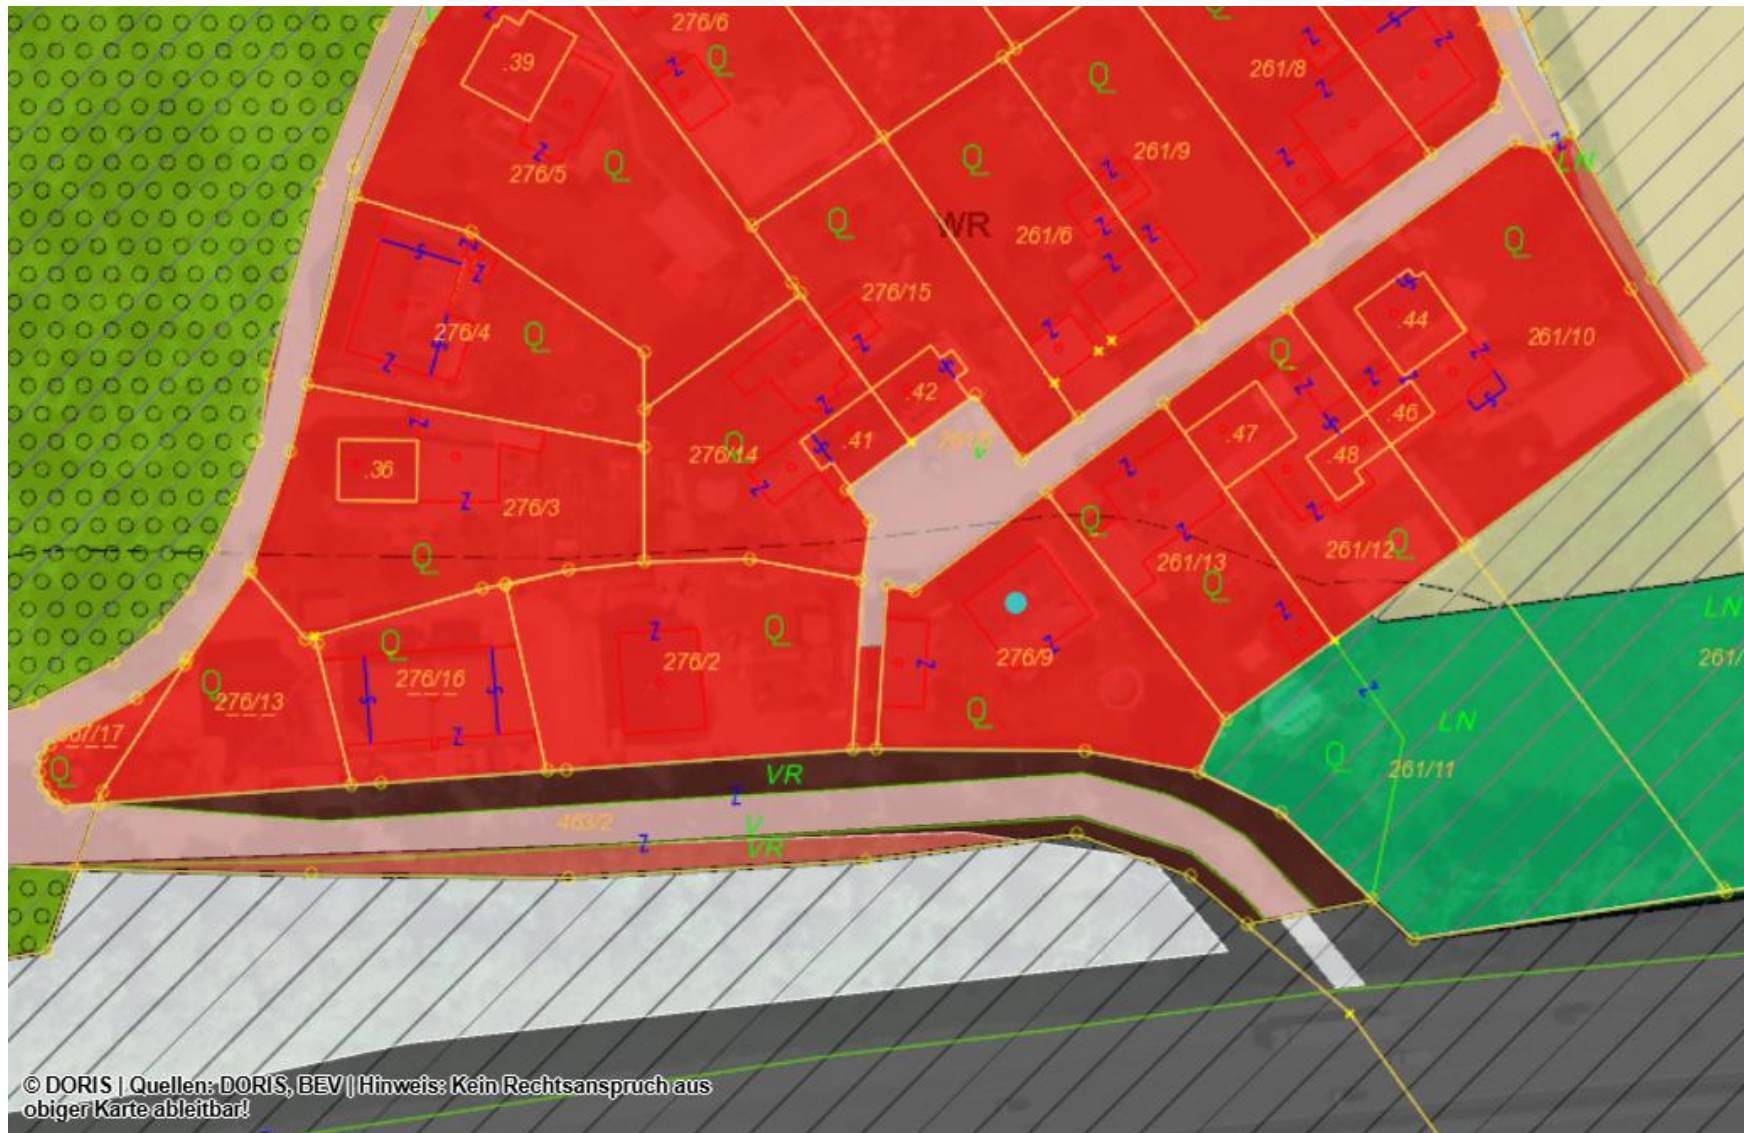 276/6
Q
Q
.39
Q
261/8
Q
276/5
Q
Q
261/9
LN
WR
261/6
Q
Q
276/15
276/4
Q
.44
261/10
Q
.42
.46
Q
276/14
.41
V
.47
.48
.36
276/3
Q
Q
Q
261/12
261/13
Q
LN
Q
Q
276/2
276/9
261/
276/16
Q
276/13
Q
LN
Q
261/11
Q
VR
463/2
V
VR
© DORIS | Quellen: DORIS, BEV | Hinweis: Kein Rechtsanspruch aus
obiger Karte ableitbar!